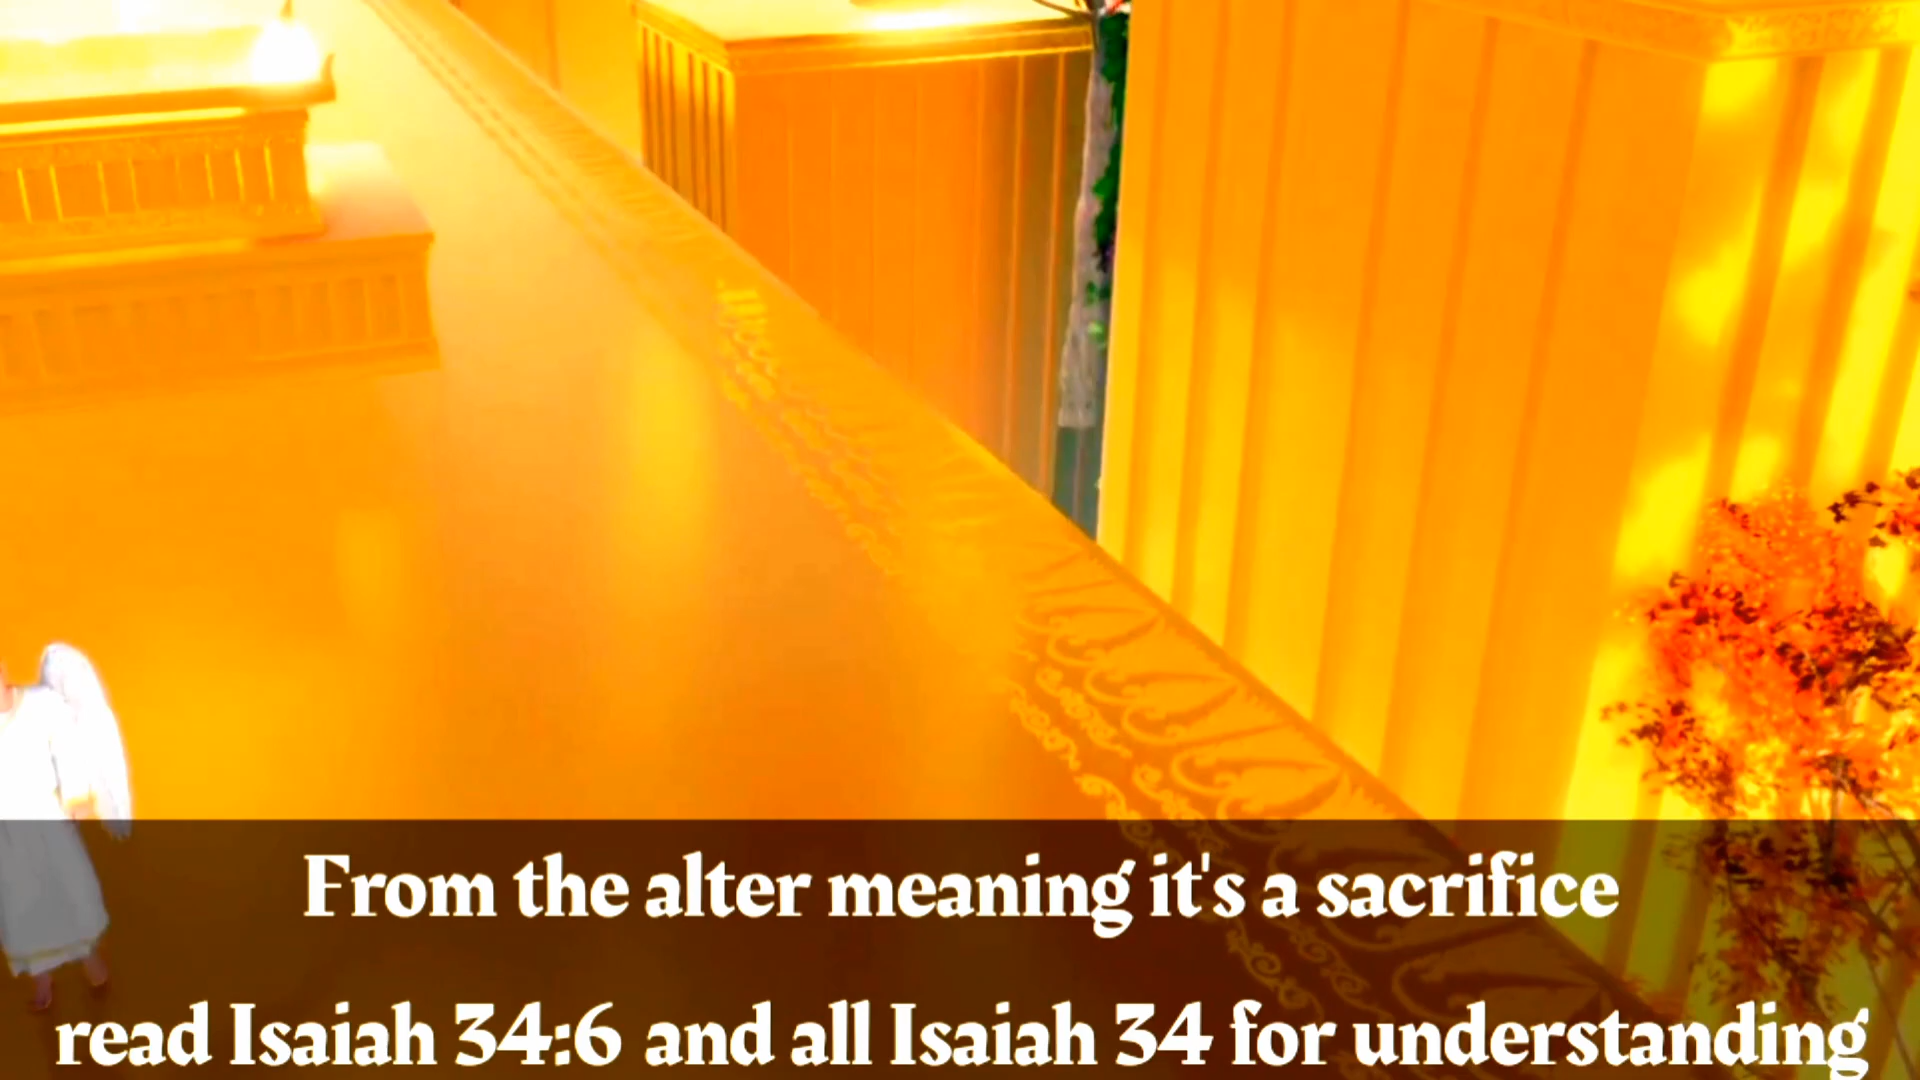 From the alter meaning it's a sacrifice
read Isaiah 34:6 and all Isaiah 34 for understanding